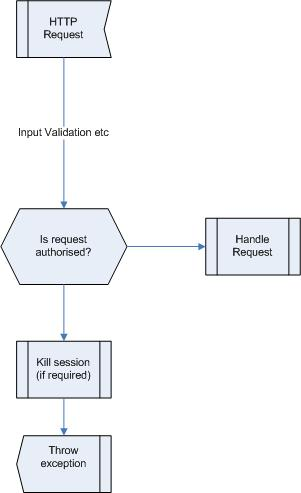 HTTP
Request
Input Validation etc
Is request
authorised?
Handle
Request
Kill session
(if required)
Throw
exception